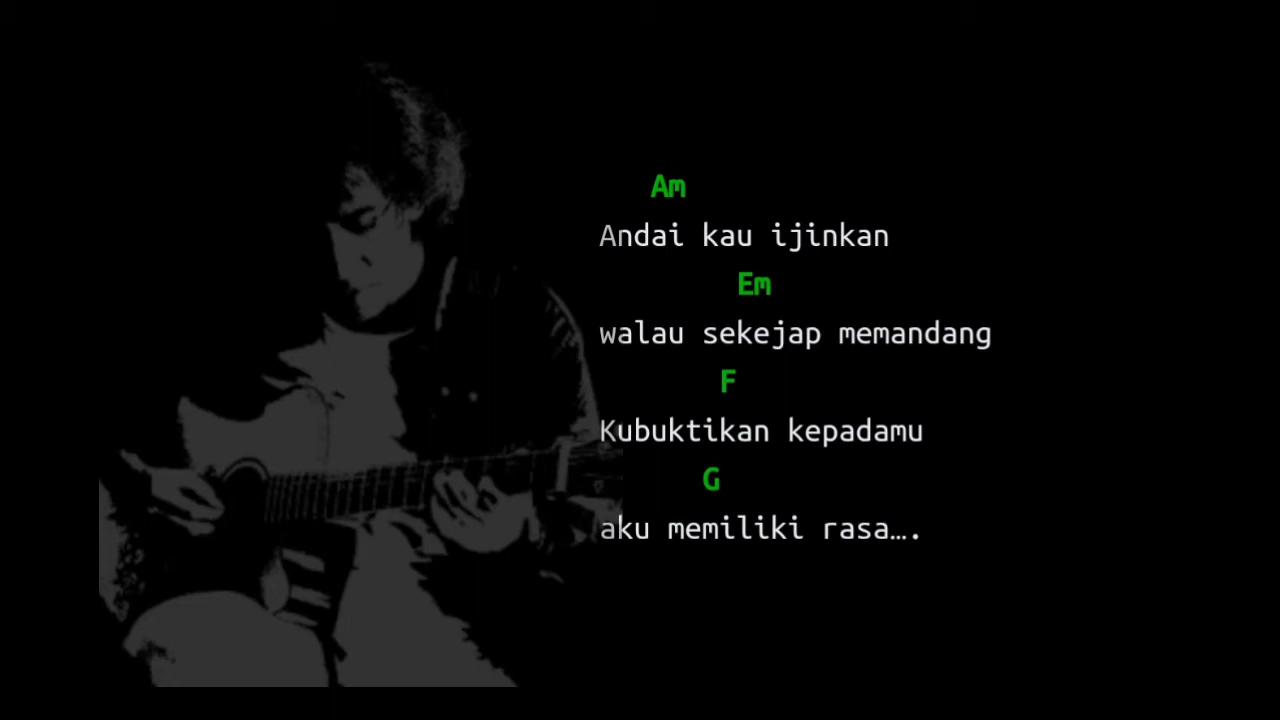 Am
Andai kau ijinkan
Em
walau sekejap memandang
F
Kubuktikan kepadamu
G
aku memiliki rasa….